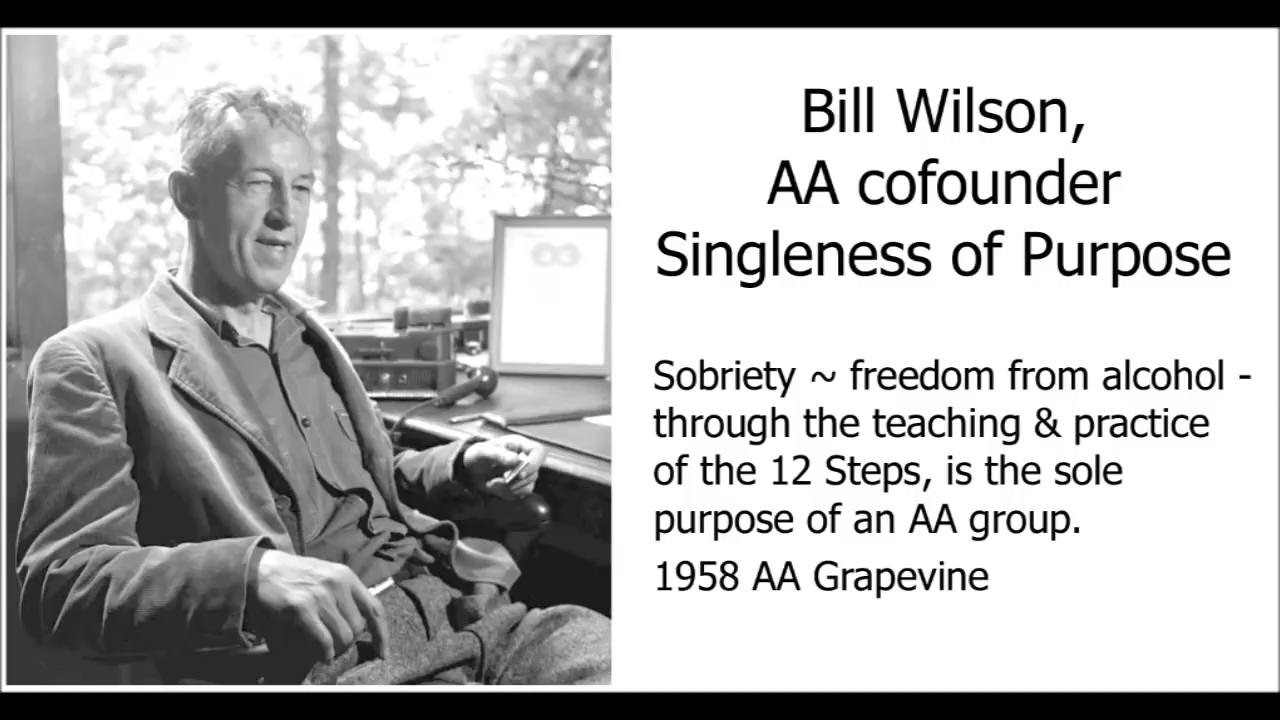 Bill Wilson,
AA cofounder
Singleness of Purpose
Sobriety ~ freedom from alcohol -
through the teaching & practice
of the 12 Steps, is the sole
purpose of an AA group.
1958 AA Grapevine